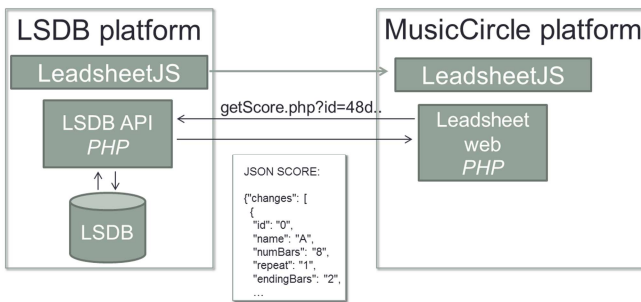 LSDB platform
LeadsheetJS
LSDB API
PHP
LSDB
getScore.php?id=48d..
JSON SCORE:
{"changes": [
{
"id": "0",
"name": "A",
"numBars": "8",
"repeat": "1",
"endingBars": "2",
...
MusicCircle platform
LeadsheetJS
Leadsheet
web
PHP